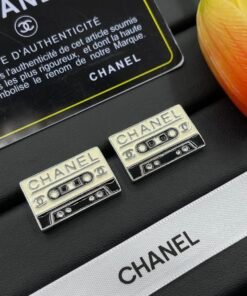 CHANEL
E D'AUTHENTICITÉ
l'authenticité de cet article soumis
les plus rigoureux, et dont la haute
mbolise le renom de notre Marque.
CHANEL
CHANEL
CHANEL
CHANEL